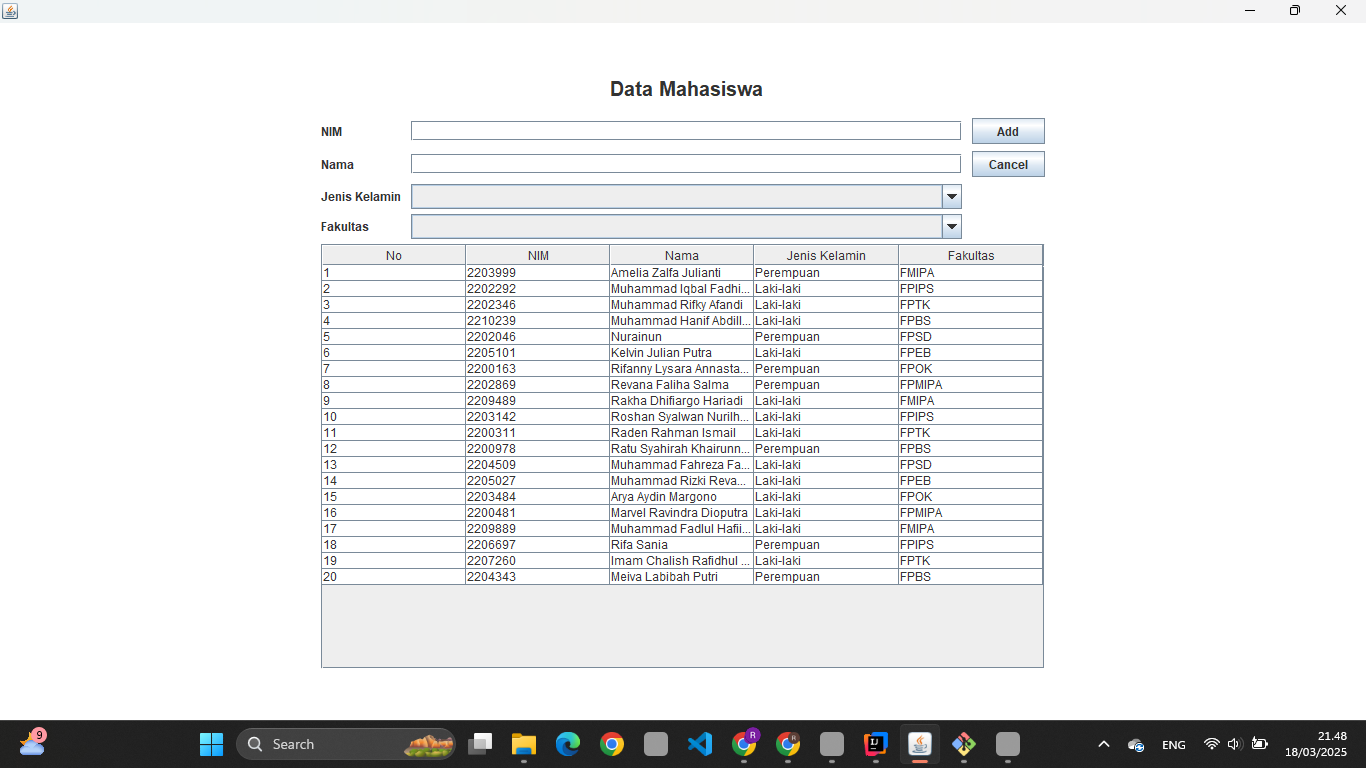 Data Mahasiswa
NIM
Add
Nama
Cancel
Jenis Kelamin
Fakultas
No NIM Nama Jenis Kelamin Fakultas
1 2203999 Amelia Zalfa Julianti Perempuan FMIPA
2 2202292 Muhammad Iqbal Fadhi... Laki-laki FPIPS
3 2202346 Muhammad Rifky Afandi Laki-laki FPTK
4 2210239 Muhammad Hanif Abdill... Laki-laki FPBS
5 2202046 Nurainun Perempuan FPSD
6 2205101 Kelvin Julian Putra Laki-laki FPEB
7 2200163 Rifanny Lysara Annasta... Perempuan FPOK
8 2202869 Revana Faliha Salma Perempuan FPMIPA
9 2209489 Rakha Dhifiargo Hariadi Laki-laki FMIPA
10 2203142 Roshan Syalwan Nurilh... Laki-laki FPIPS
11 2200311 Raden Rahman Ismail Laki-laki FPTK
12 2200978 Ratu Syahirah Khairunn... Perempuan FPBS
13 2204509 Muhammad Fahreza Fa... Laki-laki FPSD
14 2205027 Muhammad Rizki Reva... Laki-laki FPEB
15 2203484 Arya Aydin Margono Laki-laki FPOK
16 2200481 Marvel Ravindra Dioputra Laki-laki FPMIPA
17 2209889 Muhammad Fadlul Hafii... Laki-laki FMIPA
18 2206697 Rifa Sania Perempuan FPIPS
19 2207260 Imam Chalish Rafidhul ... Laki-laki FPTK
20 2204343 Meiva Labibah Putri Perempuan FPBS
9
Search
R
R
IJ
ENG
21.48
18/03/2025